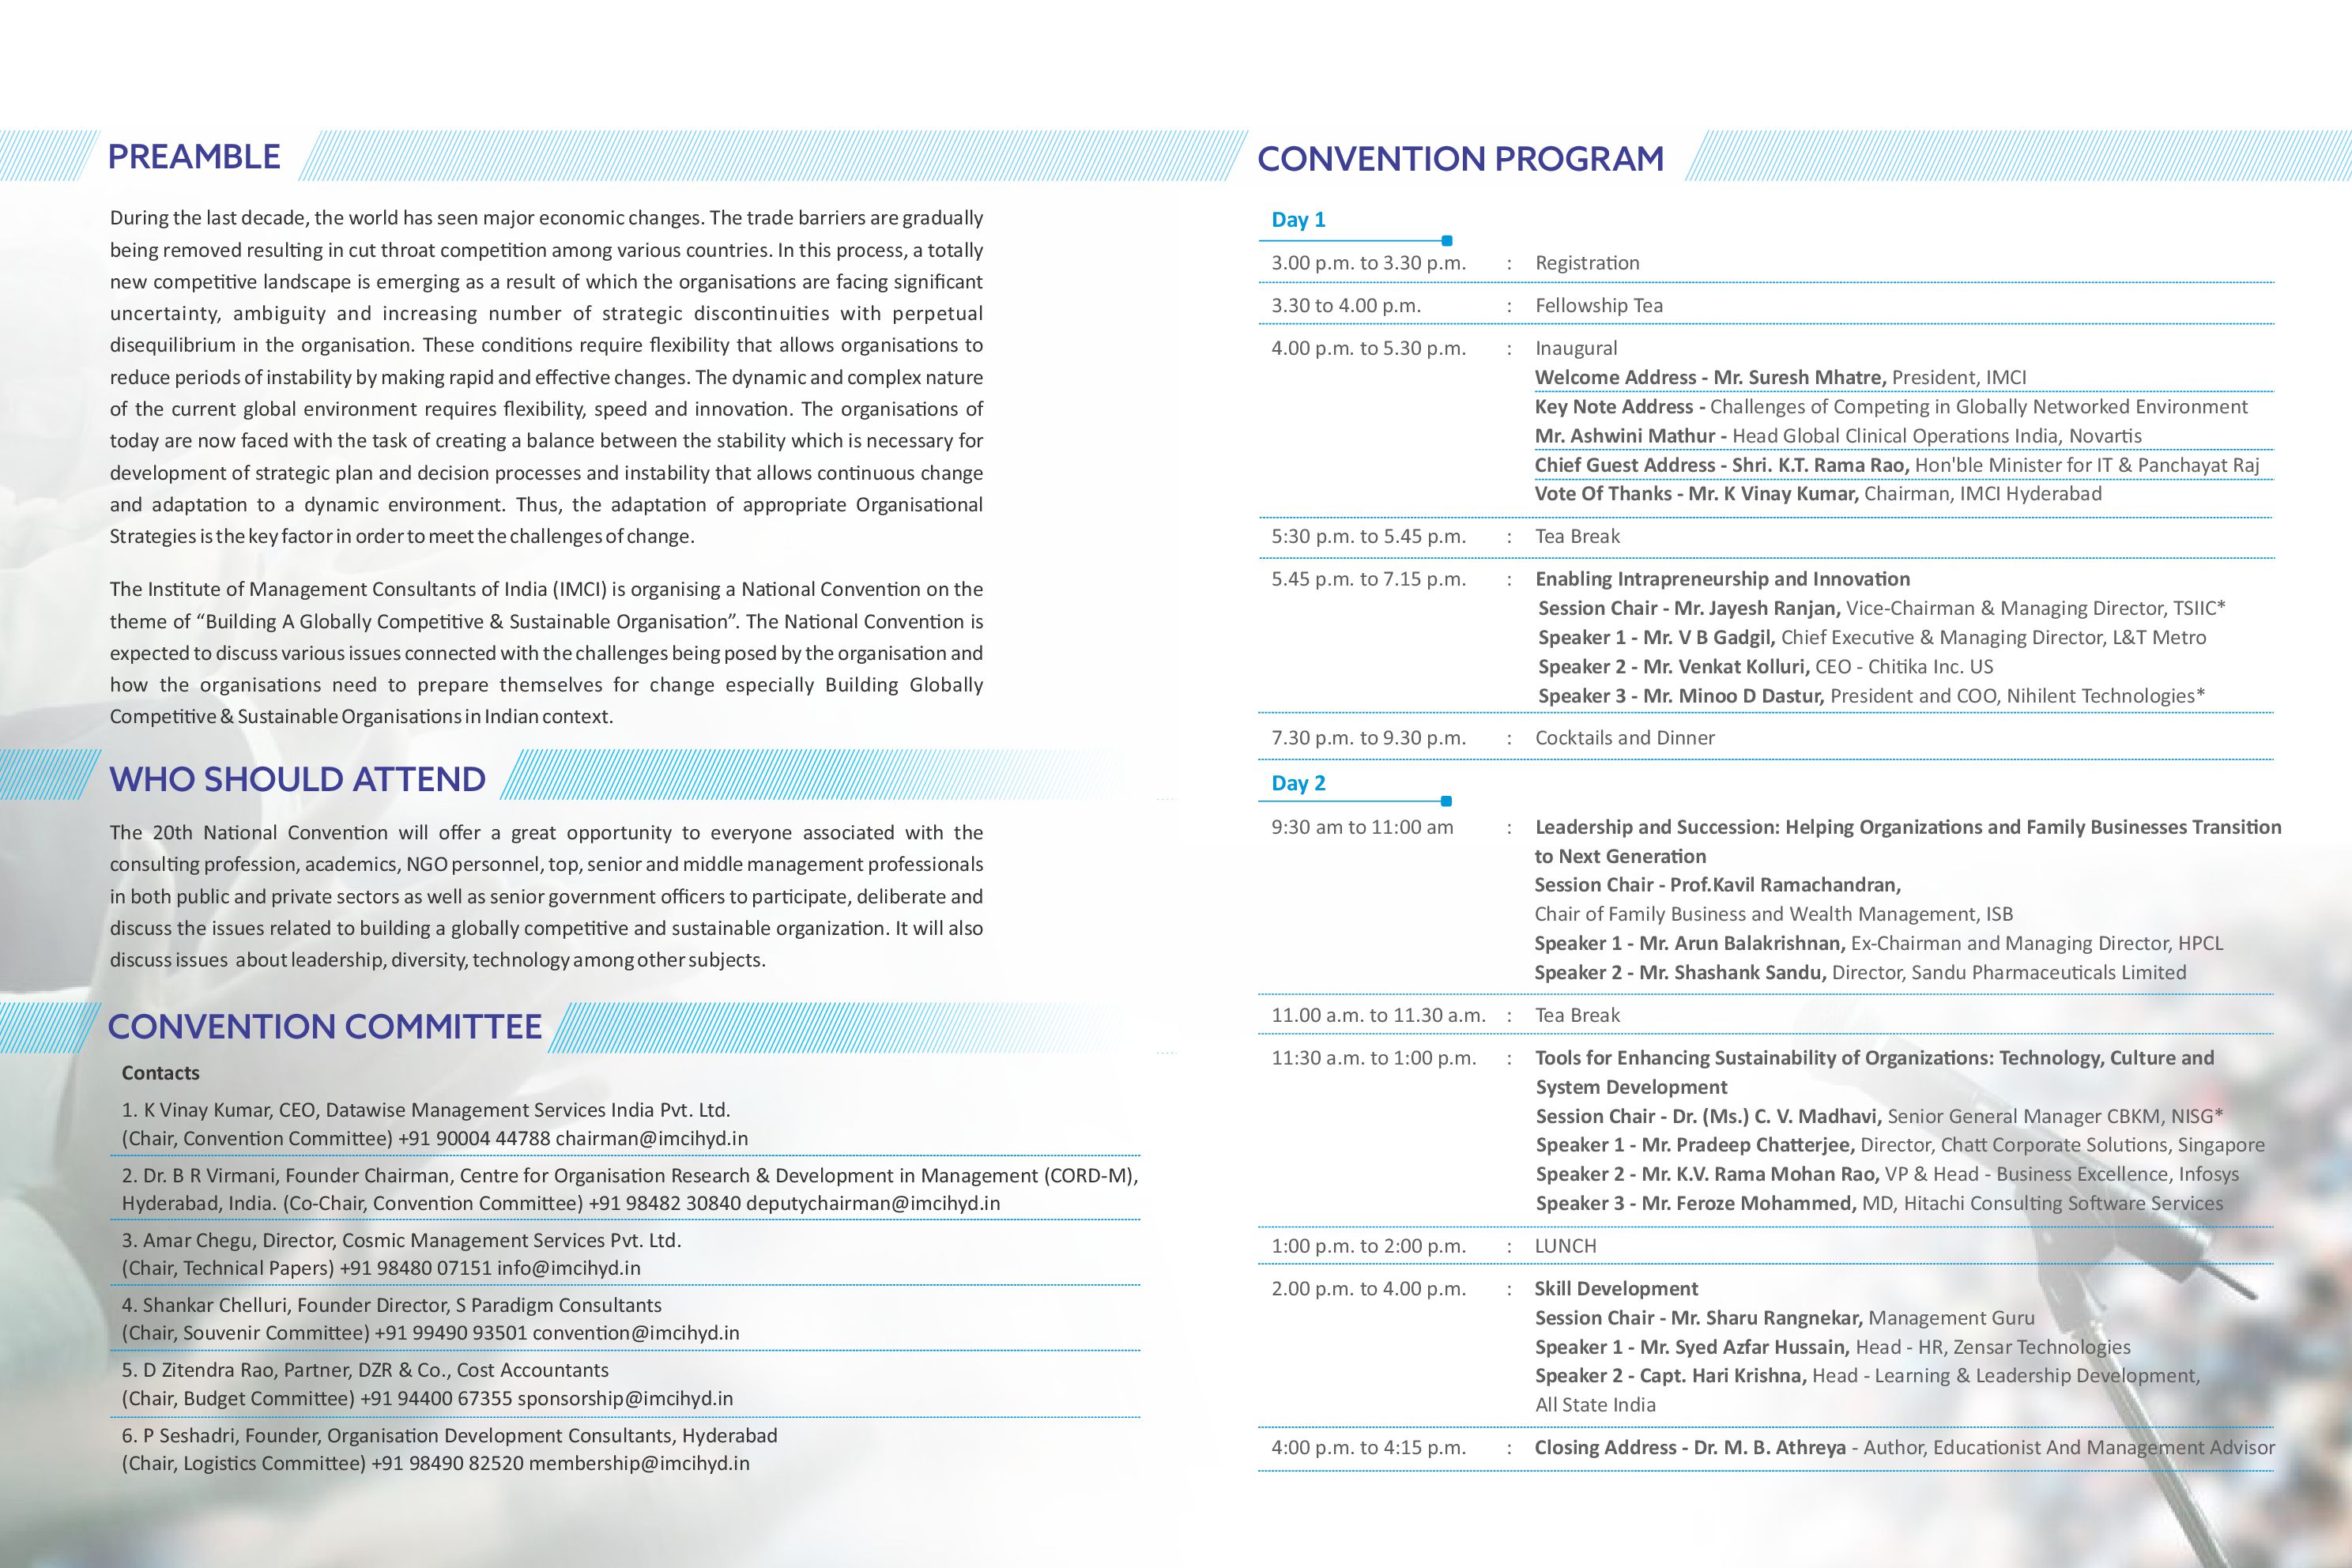 PREAMBLE
During the last decade, the world has seen major economic changes. The trade barriers are gradually
being removed resulting in cut throat competition among various countries. In this process, a totally
new competitive landscape is emerging as a result of which the organisations are facing significant
uncertainty, ambiguity and increasing number of strategic discontinuities with perpetual
disequilibrium in the organisation. These conditions require flexibility that allows organisations to
reduce periods of instability by making rapid and effective changes. The dynamic and complex nature
of the current global environment requires flexibility, speed and innovation. The organisations of
today are now faced with the task of creating a balance between the stability which is necessary for
development of strategic plan and decision processes and instability that allows continuous change
and adaptation to a dynamic environment. Thus, the adaptation of appropriate Organisational
Strategies is the key factor in order to meet the challenges of change.
The Institute of Management Consultants of India (IMCI) is organising a National Convention on the
theme of “Building A Globally Competitive & Sustainable Organisation”. The National Convention is
expected to discuss various issues connected with the challenges being posed by the organisation and
how the organisations need to prepare themselves for change especially Building Globally
Competitive & Sustainable Organisations in Indian context.
WHO SHOULD ATTEND
The 20th National Convention will offer a great opportunity to everyone associated with the
consulting profession, academics, NGO personnel, top, senior and middle management professionals
in both public and private sectors as well as senior government officers to participate, deliberate and
discuss the issues related to building a globally competitive and sustainable organization. It will also
discuss issues about leadership, diversity, technology among other subjects.
CONVENTION COMMITTEE
Contacts
1. K Vinay Kumar, CEO, Datawise Management Services India Pvt. Ltd.
(Chair, Convention Committee) +91 90004 44788 chairman@imcihyd.in
2. Dr. B R Virmani, Founder Chairman, Centre for Organisation Research & Development in Management (CORD-M),
Hyderabad, India. (Co-Chair, Convention Committee) +91 98482 30840 deputychairman@imcihyd.in
3. Amar Chegu, Director, Cosmic Management Services Pvt. Ltd.
(Chair, Technical Papers) +91 98480 07151 info@imcihyd.in
4. Shankar Chelluri, Founder Director, S Paradigm Consultants
(Chair, Souvenir Committee) +91 99490 93501 convention@imcihyd.in
5. D Zitendra Rao, Partner, DZR & Co., Cost Accountants
(Chair, Budget Committee) +91 94400 67355 sponsorship@imcihyd.in
6. P Seshadri, Founder, Organisation Development Consultants, Hyderabad
(Chair, Logistics Committee) +91 98490 82520 membership@imcihyd.in
CONVENTION PROGRAM
Day 1
3.00 p.m. to 3.30 p.m. : Registration
3.30 to 4.00 p.m. : Fellowship Tea
4.00 p.m. to 5.30 p.m. : Inaugural
Welcome Address - Mr. Suresh Mhatre, President, IMCI
Key Note Address - Challenges of Competing in Globally Networked Environment
Mr. Ashwini Mathur - Head Global Clinical Operations India, Novartis
Chief Guest Address - Shri. K.T. Rama Rao, Hon'ble Minister for IT & Panchayat Raj
Vote Of Thanks - Mr. K Vinay Kumar, Chairman, IMCI Hyderabad
5:30 p.m. to 5.45 p.m. : Tea Break
5.45 p.m. to 7.15 p.m. : Enabling Intrapreneurship and Innovation
Session Chair - Mr. Jayesh Ranjan, Vice-Chairman & Managing Director, TSIIC*
Speaker 1 - Mr. V B Gadgil, Chief Executive & Managing Director, L&T Metro
Speaker 2 - Mr. Venkat Kolluri, CEO - Chitika Inc. US
Speaker 3 - Mr. Minoo D Dastur, President and COO, Nihilent Technologies*
7.30 p.m. to 9.30 p.m. : Cocktails and Dinner
Day 2
9:30 am to 11:00 am : Leadership and Succession: Helping Organizations and Family Businesses Transition
to Next Generation
Session Chair - Prof.Kavil Ramachandran,
Chair of Family Business and Wealth Management, ISB
Speaker 1 - Mr. Arun Balakrishnan, Ex-Chairman and Managing Director, HPCL
Speaker 2 - Mr. Shashank Sandu, Director, Sandu Pharmaceuticals Limited
11.00 a.m. to 11.30 a.m. : Tea Break
11:30 a.m. to 1:00 p.m. : Tools for Enhancing Sustainability of Organizations: Technology, Culture and
System Development
Session Chair - Dr. (Ms.) C. V. Madhavi, Senior General Manager CBKM, NISG*
Speaker 1 - Mr. Pradeep Chatterjee, Director, Chatt Corporate Solutions, Singapore
Speaker 2 - Mr. K.V. Rama Mohan Rao, VP & Head - Business Excellence, Infosys
Speaker 3 - Mr. Feroze Mohammed, MD, Hitachi Consulting Software Services
1:00 p.m. to 2:00 p.m. : LUNCH
2.00 p.m. to 4.00 p.m. : Skill Development
Session Chair - Mr. Sharu Rangnekar, Management Guru
Speaker 1 - Mr. Syed Azfar Hussain, Head - HR, Zensar Technologies
Speaker 2 - Capt. Hari Krishna, Head - Learning & Leadership Development,
All State India
4:00 p.m. to 4:15 p.m. : Closing Address - Dr. M. B. Athreya - Author, Educationist And Management Advisor